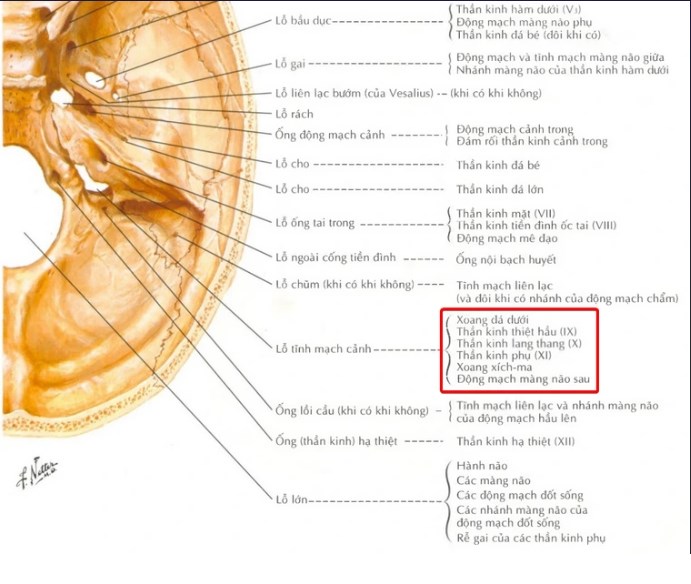 Lỗ bầu dục
Thần kinh hàm dưới (V₃)
Động mạch màng não phụ
Thần kinh đá bé (đôi khi có)
Lỗ gai
Động mạch và tĩnh mạch màng não giữa
Nhánh màng não của thần kinh hàm dưới
Lỗ liên lạc bướm (của Vesalius) -- (khi có khi không)
Lỗ rách
Ống động mạch cảnh
Động mạch cảnh trong
Đám rối thần kinh cảnh trong
Lỗ cho
Thần kinh đá bé
Lỗ cho
Thần kinh đá lớn
Lỗ ống tai trong
Thần kinh mặt (VII)
Thần kinh tiền đình ốc tai (VIII)
Động mạch mê đạo
Lỗ ngoài cống tiền đình
Ống nội bạch huyết
Lỗ chũm (khi có khi không)
Tĩnh mạch liên lạc
(và đôi khi có nhánh của động mạch chẩm)
Lỗ tĩnh mạch cảnh
Xoang đá dưới
Thần kinh thiệt hầu (IX)
Thần kinh lang thang (X)
Thần kinh phụ (XI)
Xoang xích-ma
Động mạch màng não sau
Ống lồi cầu (khi có khi không)
Tĩnh mạch liên lạc và nhánh màng não
của động mạch hầu lên
Ống (thần kinh) hạ thiệt
Thần kinh hạ thiệt (XII)
Lỗ lớn
Hành não
Các màng não
Các động mạch đốt sống
Các nhánh màng não của
động mạch đốt sống
Rễ gai của các thần kinh phụ
F. Netter